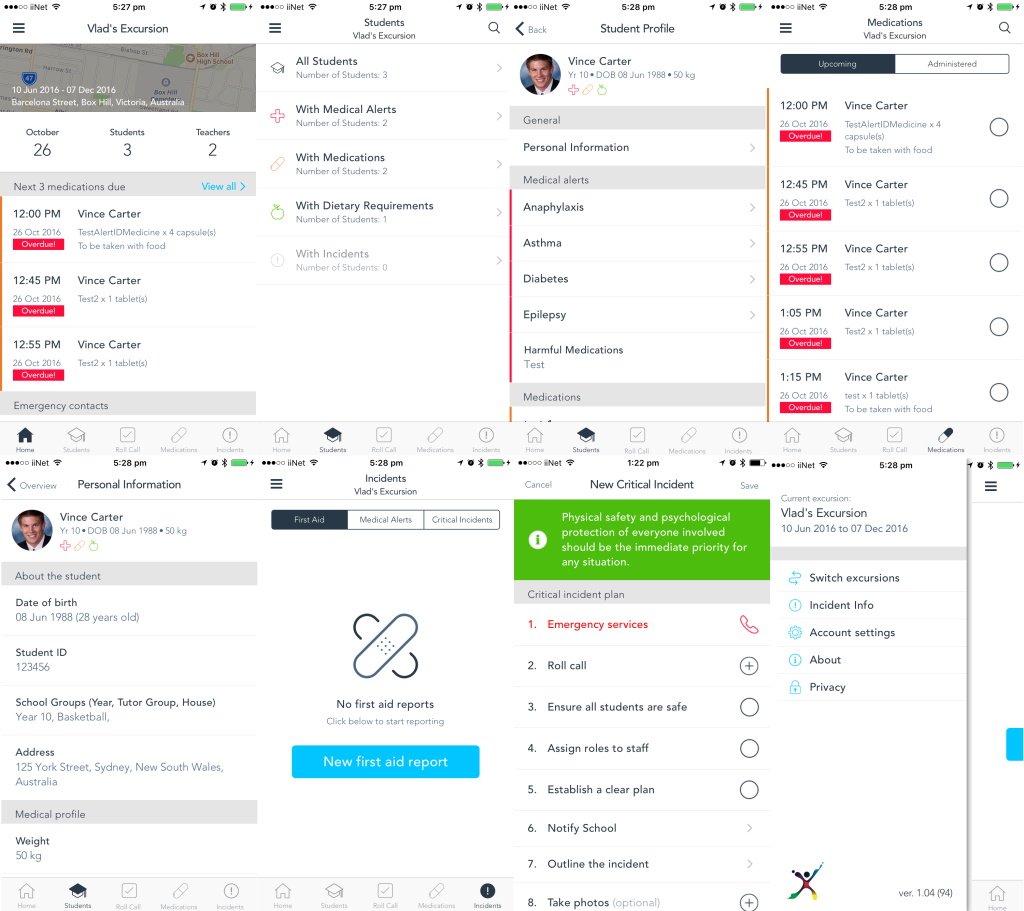 iiNet
5:27 pm
Vlad's Excursion
Box Hill
High School
Harrow St
47
Box Hill
10 Jun 2016 - 07 Dec 2016
Barcelona Street, Box Hill, Victoria, Australia
October
Students
Teachers
26
3
2
Next 3 medications due
View all
12:00 PM
Vince Carter
26 Oct 2016
TestAlertIDMedicine x 4 capsule(s)
Overdue!
To be taken with food
12:45 PM
Vince Carter
26 Oct 2016
Test2 x 1 tablet(s)
Overdue!
12:55 PM
Vince Carter
26 Oct 2016
Test2 x 1 tablet(s)
Overdue!
Emergency contacts
Home
Students
Roll Call
Medications
Incidents
iiNet
5:27 pm
Students
Vlad's Excursion
All Students
Number of Students: 3
With Medical Alerts
Number of Students: 2
With Medications
Number of Students: 2
With Dietary Requirements
Number of Students: 1
With Incidents
Number of Students: 0
Home
Students
Roll Call
Medications
Incidents
iiNet
5:28 pm
Back
Student Profile
Vince Carter
Yr 10 • DOB 08 Jun 1988 • 50 kg
General
Personal Information
Medical alerts
Anaphylaxis
Asthma
Diabetes
Epilepsy
Harmful Medications
Test
Medications
Home
Students
Roll Call
Medications
Incidents
iiNet
5:28 pm
Medications
Vlad's Excursion
Upcoming
Administered
12:00 PM
Vince Carter
26 Oct 2016
TestAlertIDMedicine x 4
capsule(s)
Overdue!
To be taken with food
12:45 PM
Vince Carter
26 Oct 2016
Test2 x 1 tablet(s)
Overdue!
12:55 PM
Vince Carter
26 Oct 2016
Test2 x 1 tablet(s)
Overdue!
1:05 PM
Vince Carter
26 Oct 2016
Test2 x 1 tablet(s)
Overdue!
1:15 PM
Vince Carter
26 Oct 2016
test x 1 tablet(s)
Overdue!
To be taken with food
Home
Students
Roll Call
Medications
Incidents
iiNet
5:28 pm
Overview
Personal Information
Vince Carter
Yr 10 • DOB 08 Jun 1988 • 50 kg
About the student
Date of birth
08 Jun 1988 (28 years old)
Student ID
123456
School Groups (Year, Tutor Group, House)
Year 10, Basketball,
Address
125 York Street, Sydney, New South Wales,
Australia
Medical profile
Weight
50 kg
Home
Students
Roll Call
Medications
Incidents
iiNet
5:28 pm
Incidents
Vlad's Excursion
First Aid
Medical Alerts
Critical Incidents
No first aid reports
Click below to start reporting
New first aid report
Home
Students
Roll Call
Medications
Incidents
iiNet
1:22 pm
Cancel
New Critical Incident
Save
Physical safety and psychological
protection of everyone involved
should be the immediate priority for
any situation.
Critical incident plan
1. Emergency services
2. Roll call
3. Ensure all students are safe
4. Assign roles to staff
5. Establish a clear plan
6. Notify School
7. Outline the incident
8. Take photos (optional)
iiNet
5:28 pm
Current excursion:
Vlad's Excursion
10 Jun 2016 to 07 Dec 2016
Switch excursions
Incident Info
Account settings
About
Privacy
ver. 1.04 (94)
Home